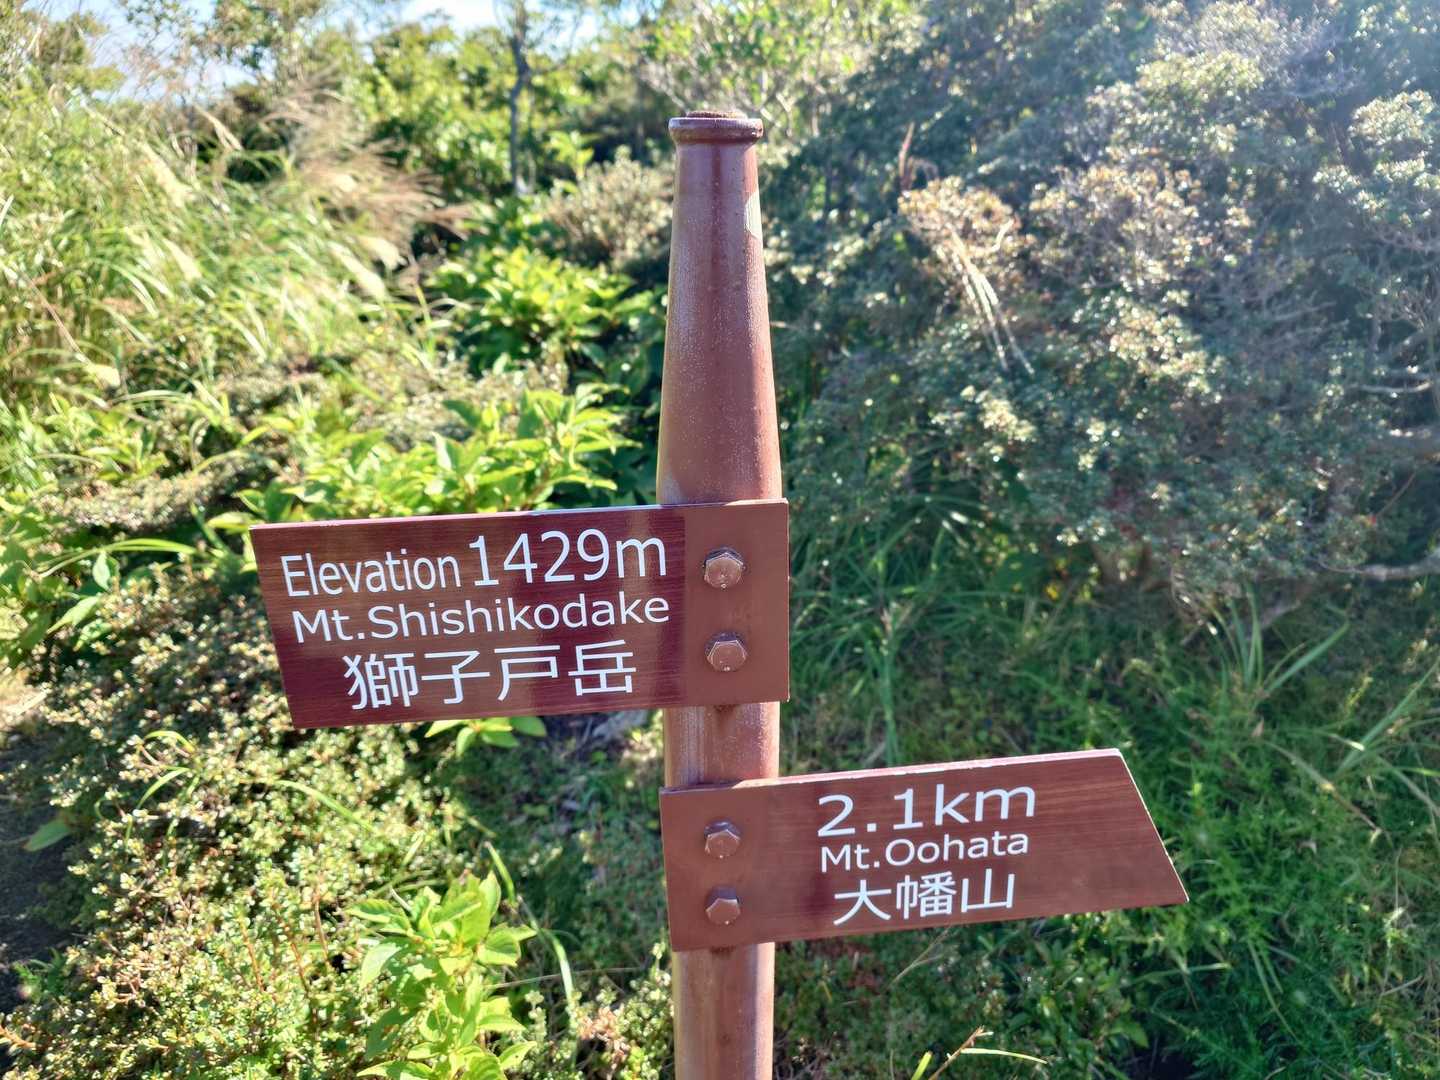 Elevation 1429m
Mt.Shishikodake
獅子戸岳
2.1km
Mt.Oohata
大幡山